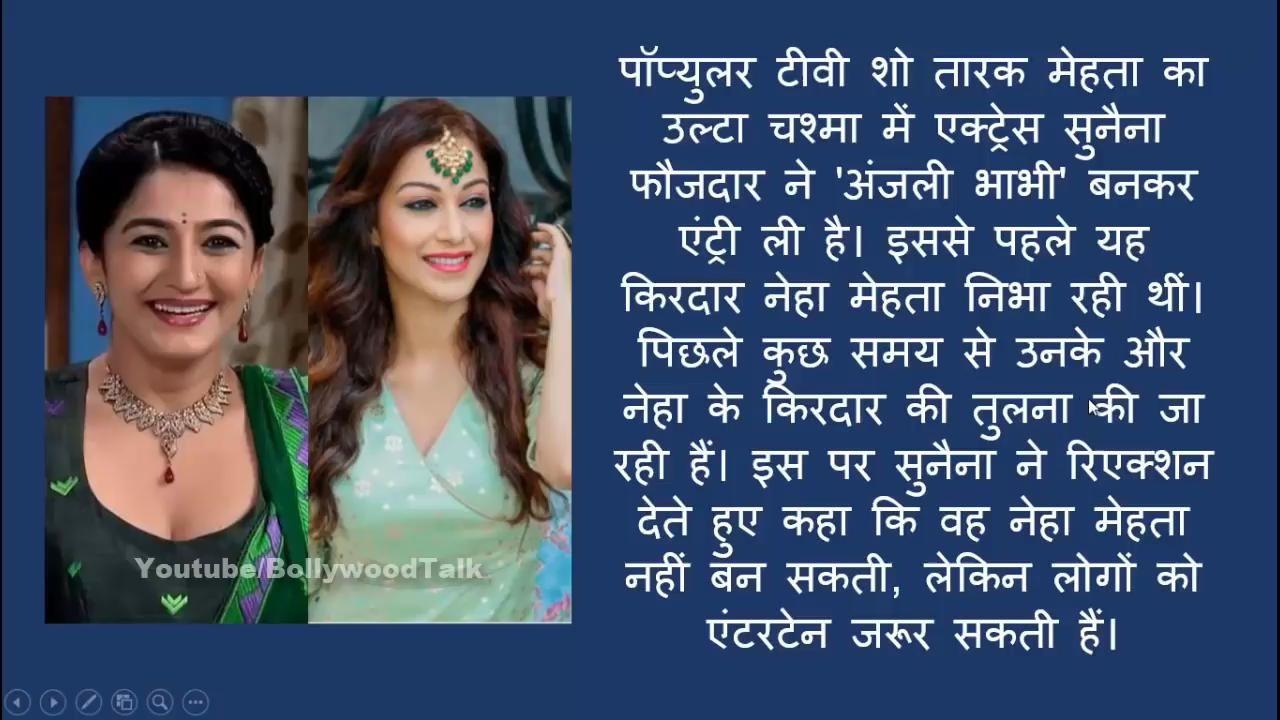 पॉप्युलर टीवी शो तारक मेहता का
उल्टा चश्मा में एक्ट्रेस सुनैना
फौजदार ने 'अंजली भाभी' बनकर
एंट्री ली है। इससे पहले यह
किरदार नेहा मेहता निभा रही थीं।
पिछले कुछ समय से उनके और
नेहा के किरदार की तुलना की जा
रही हैं। इस पर सुनैना ने रिएक्शन
देते हुए कहा कि वह नेहा मेहता
नहीं बन सकती, लेकिन लोगों को
एंटरटेन जरूर सकती हैं।
Youtube/BollywoodTalk